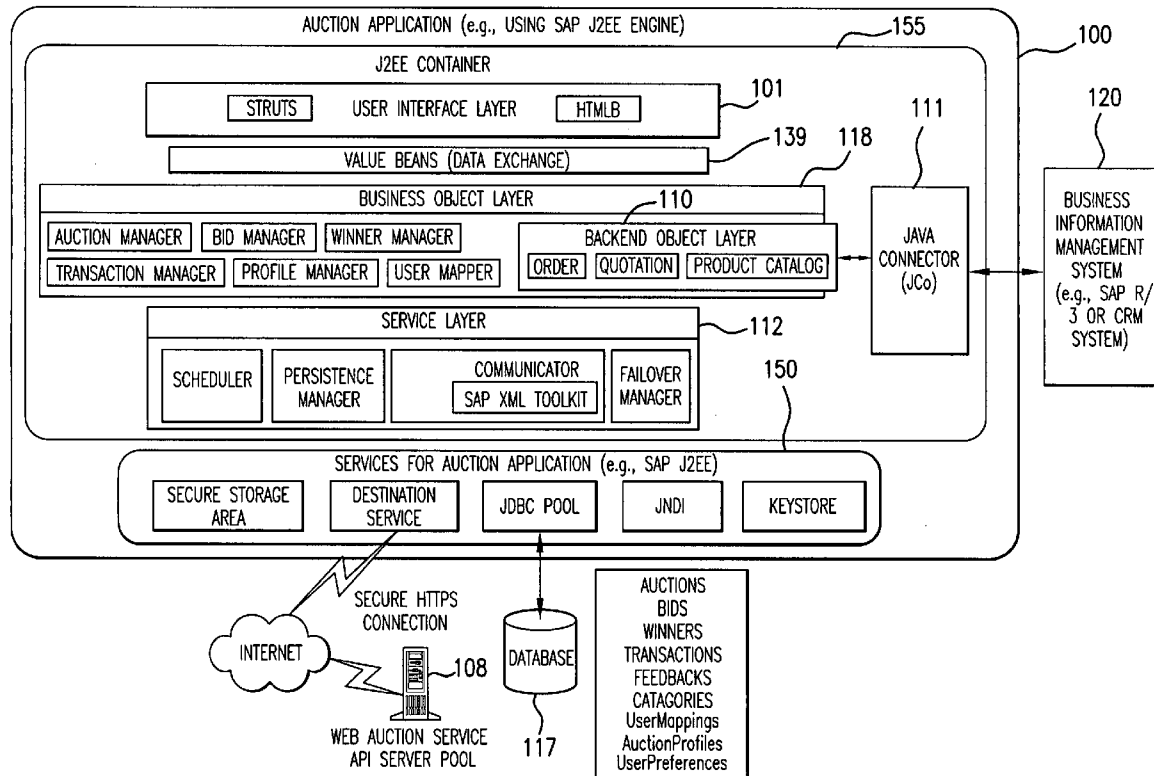 AUCTION APPLICATION (e.g., USING SAP J2EE ENGINE)
155
100
J2EE CONTAINER
STRUTS
USER INTERFACE LAYER
HTMLB
101
111
120
VALUE BEANS (DATA EXCHANGE)
139
118
BUSINESS OBJECT LAYER
110
AUCTION MANAGER
BID MANAGER
WINNER MANAGER
TRANSACTION MANAGER
PROFILE MANAGER
USER MAPPER
BACKEND OBJECT LAYER
ORDER
QUOTATION
PRODUCT CATALOG
JAVA
CONNECTOR
(JCo)
BUSINESS
INFORMATION
MANAGEMENT
SYSTEM
(e.g., SAP R/
3 OR CRM
SYSTEM)
SERVICE LAYER
112
SCHEDULER
PERSISTENCE
MANAGER
COMMUNICATOR
SAP XML TOOLKIT
FAILOVER
MANAGER
150
SERVICES FOR AUCTION APPLICATION (e.g., SAP J2EE)
SECURE STORAGE
AREA
DESTINATION
SERVICE
JDBC POOL
JNDI
KEYSTORE
SECURE HTTPS
CONNECTION
INTERNET
108
WEB AUCTION SERVICE
API SERVER POOL
DATABASE
117
AUCTIONS
BIDS
WINNERS
TRANSACTIONS
FEEDBACKS
CATAGORIES
UserMappings
AuctionProfiles
UserPreferences